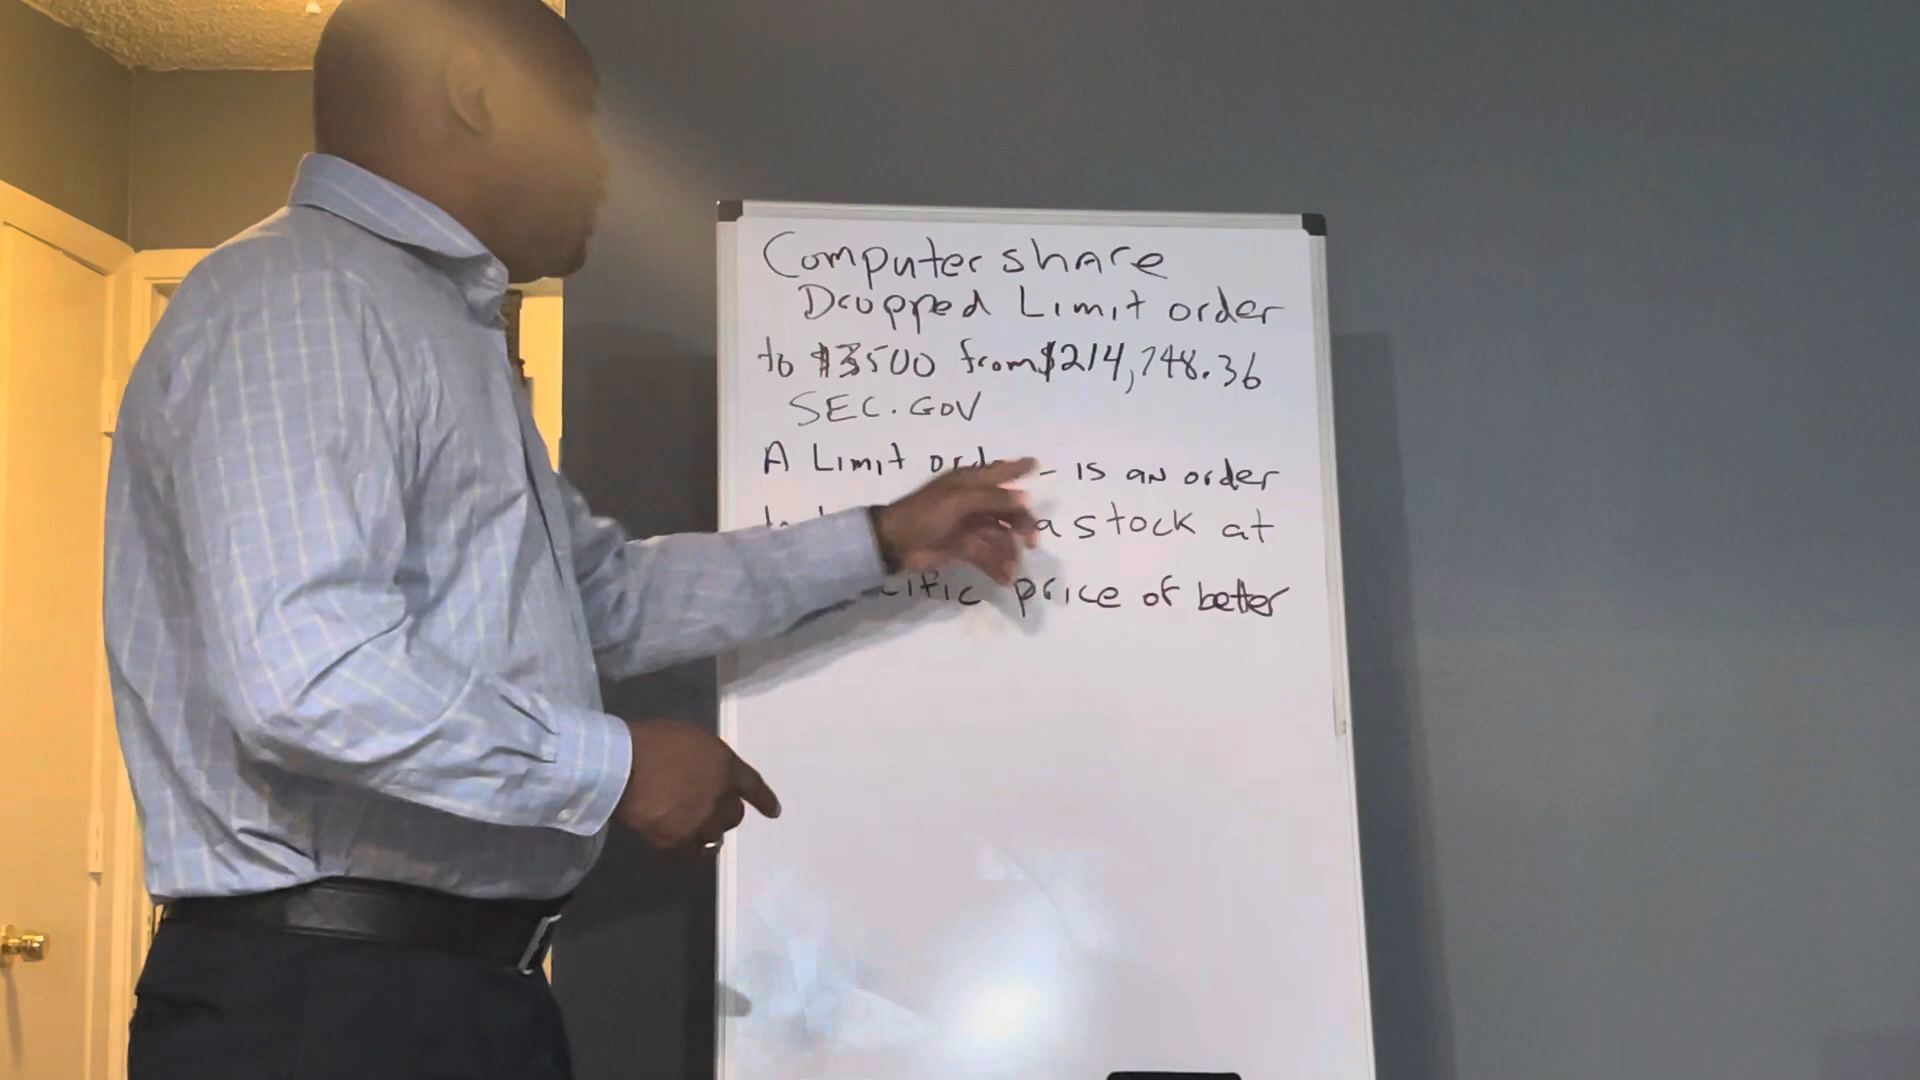 Computershare
Dropped Limit order
to $3500 from $214,748.36
SEC.GOV
A Limit - is an order
a stock at
price of better